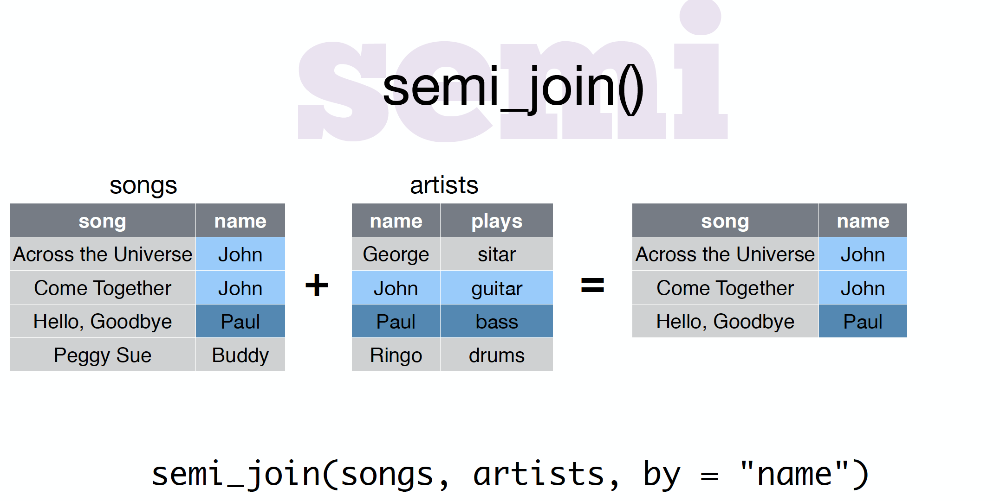 semi
semi_join()
songs
artists
song name
Across the Universe John
Come Together John
Hello, Goodbye Paul
Peggy Sue Buddy
+
name plays
George sitar
John guitar
Paul bass
Ringo drums
=
song name
Across the Universe John
Come Together John
Hello, Goodbye Paul
semi_join(songs, artists, by = "name")